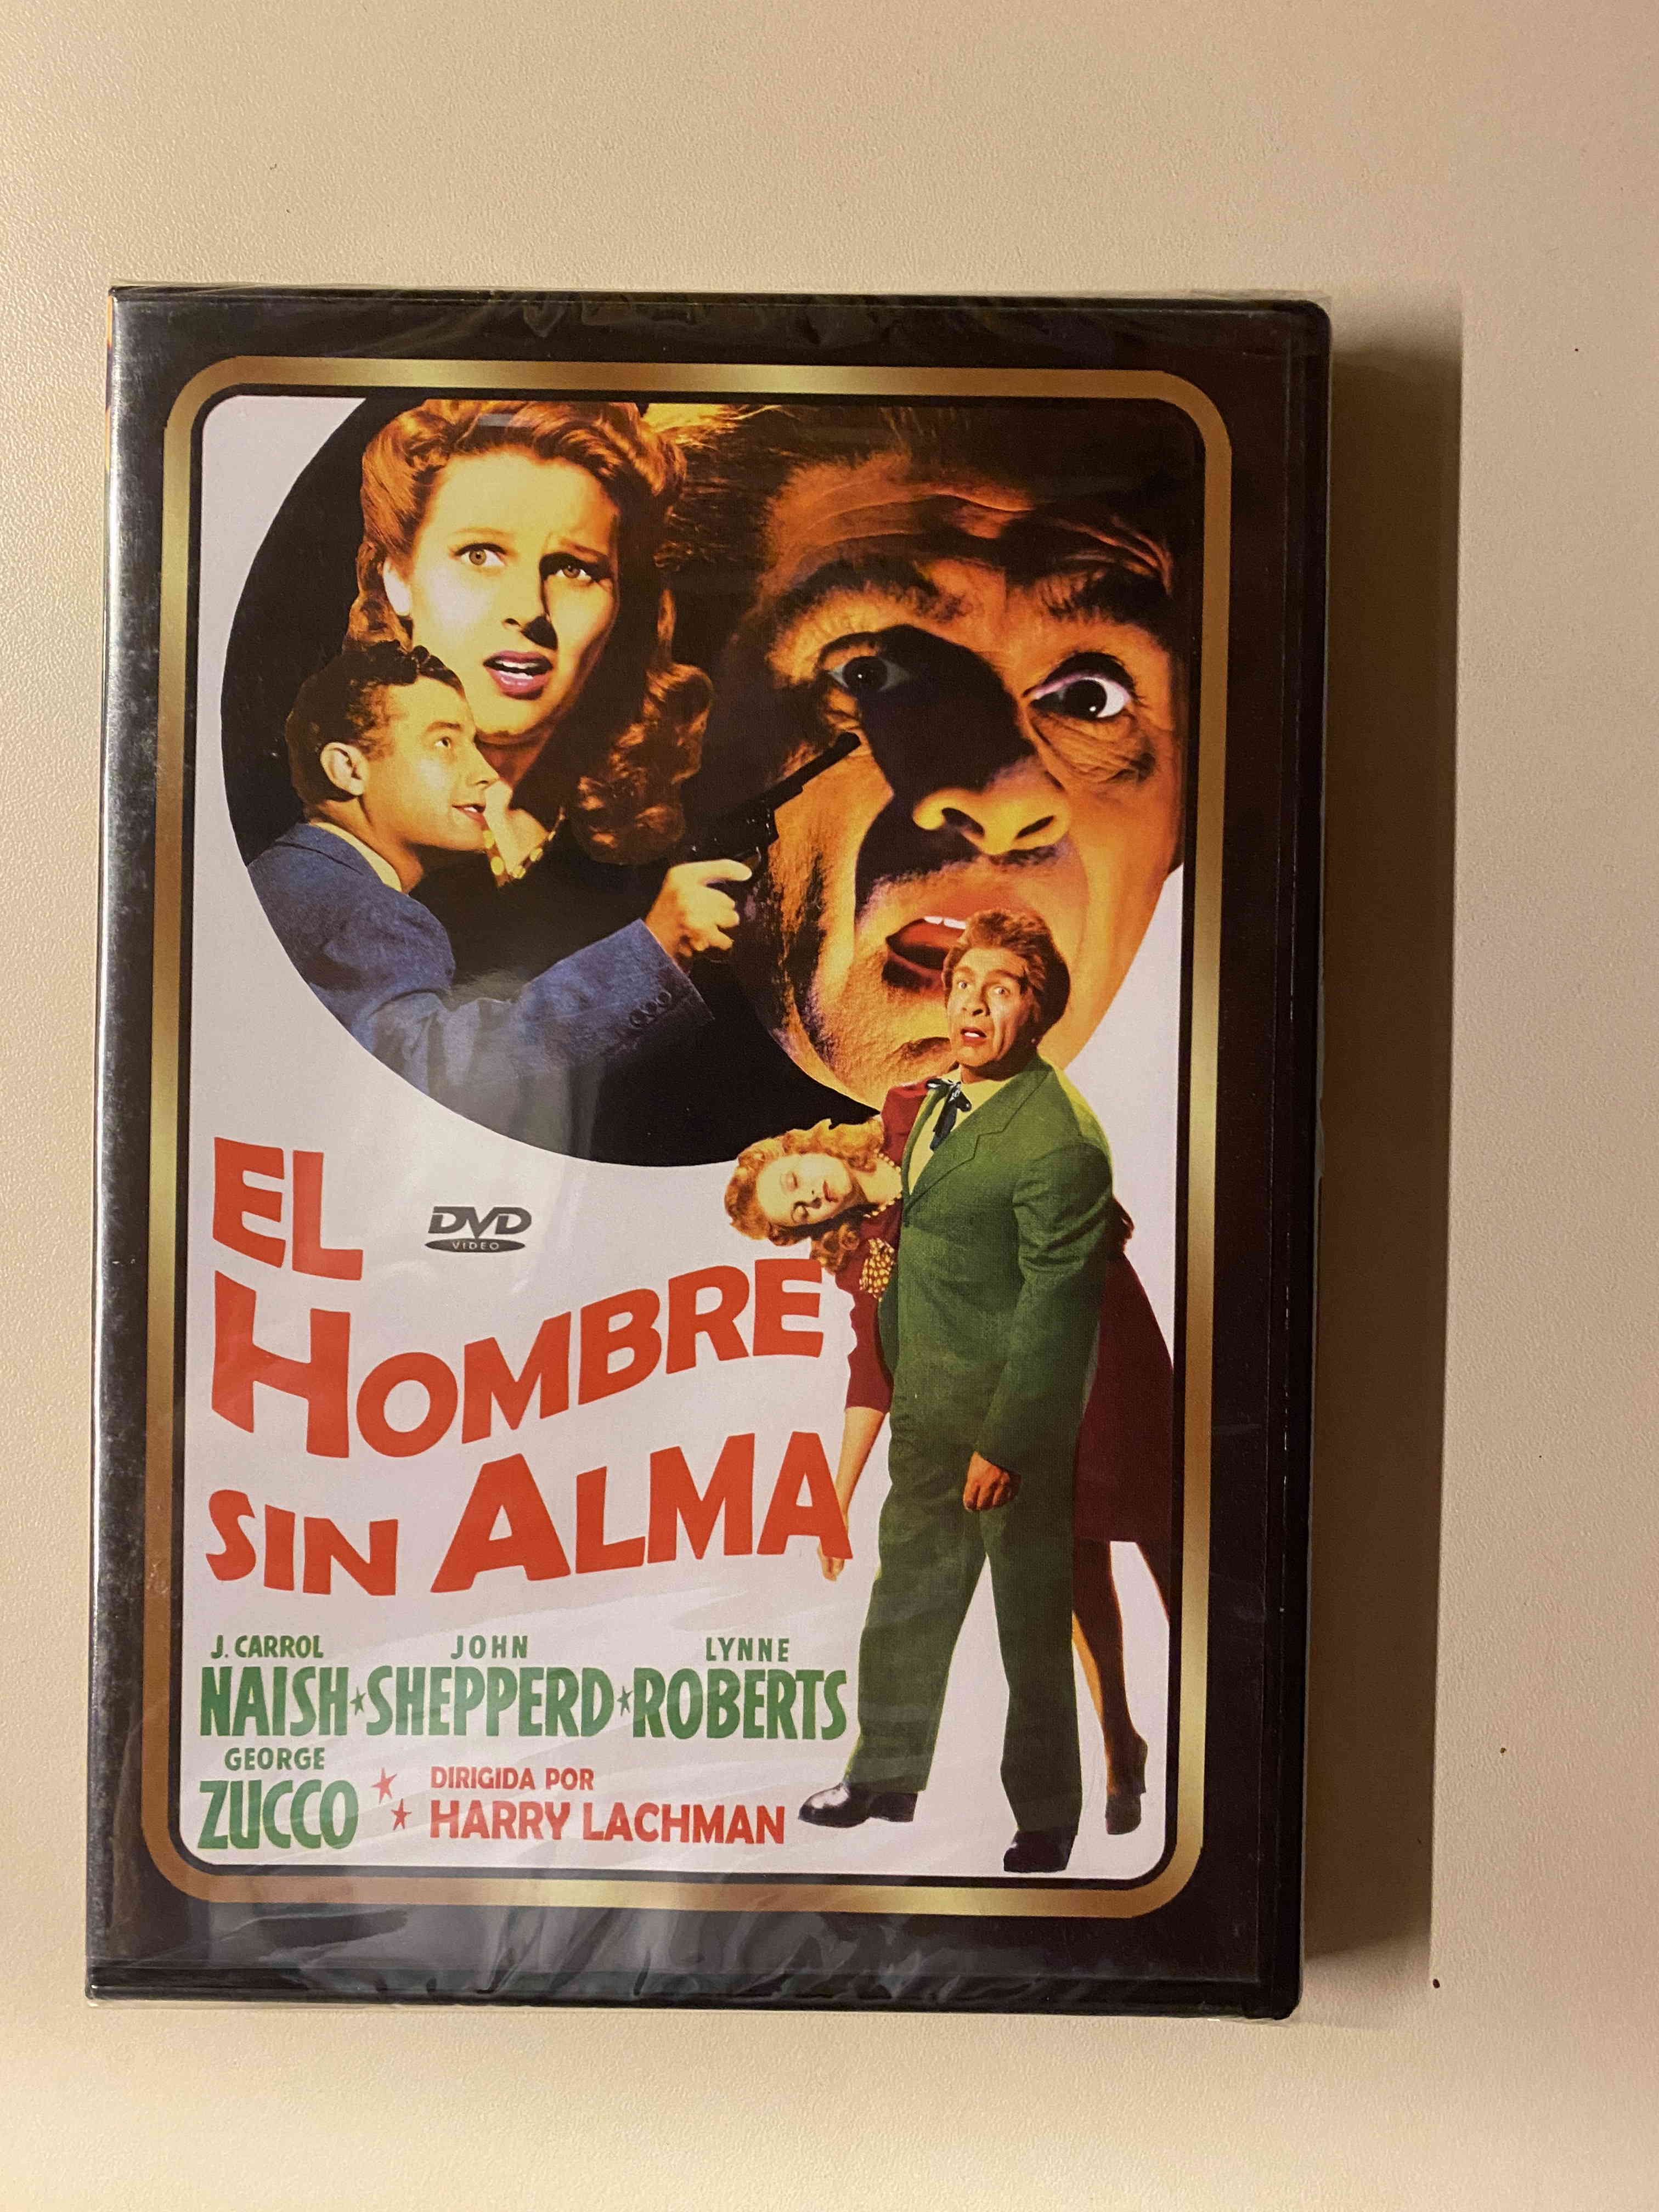 EL
DVD
VIDEO
HOMBRE
SIN ALMA
J. CARROL JOHN LYNNE
NAISH★SHEPPERD★ROBERTS
GEORGE
ZUCCO
DIRIGIDA POR
HARRY LACHMAN